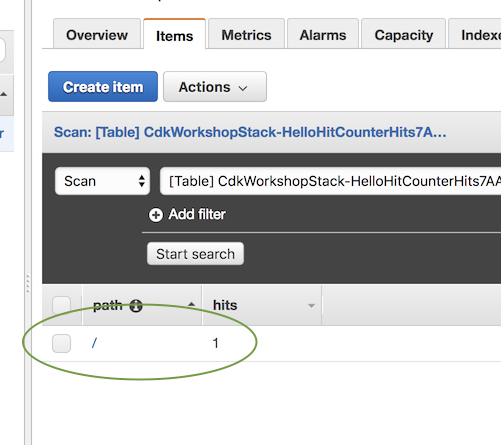 Overview Items Metrics Alarms Capacity
Create item Actions
Scan: [Table] CdkWorkshopStack-HelloHitCounterHits7A...
Scan [Table] CdkWorkshopStack-HelloHitCounterHits7A
Add filter
Start search
path hits
/ 1